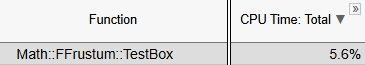 Function CPU Time: Total ▼ »
Math::FFrustum::TestBox 5.6%